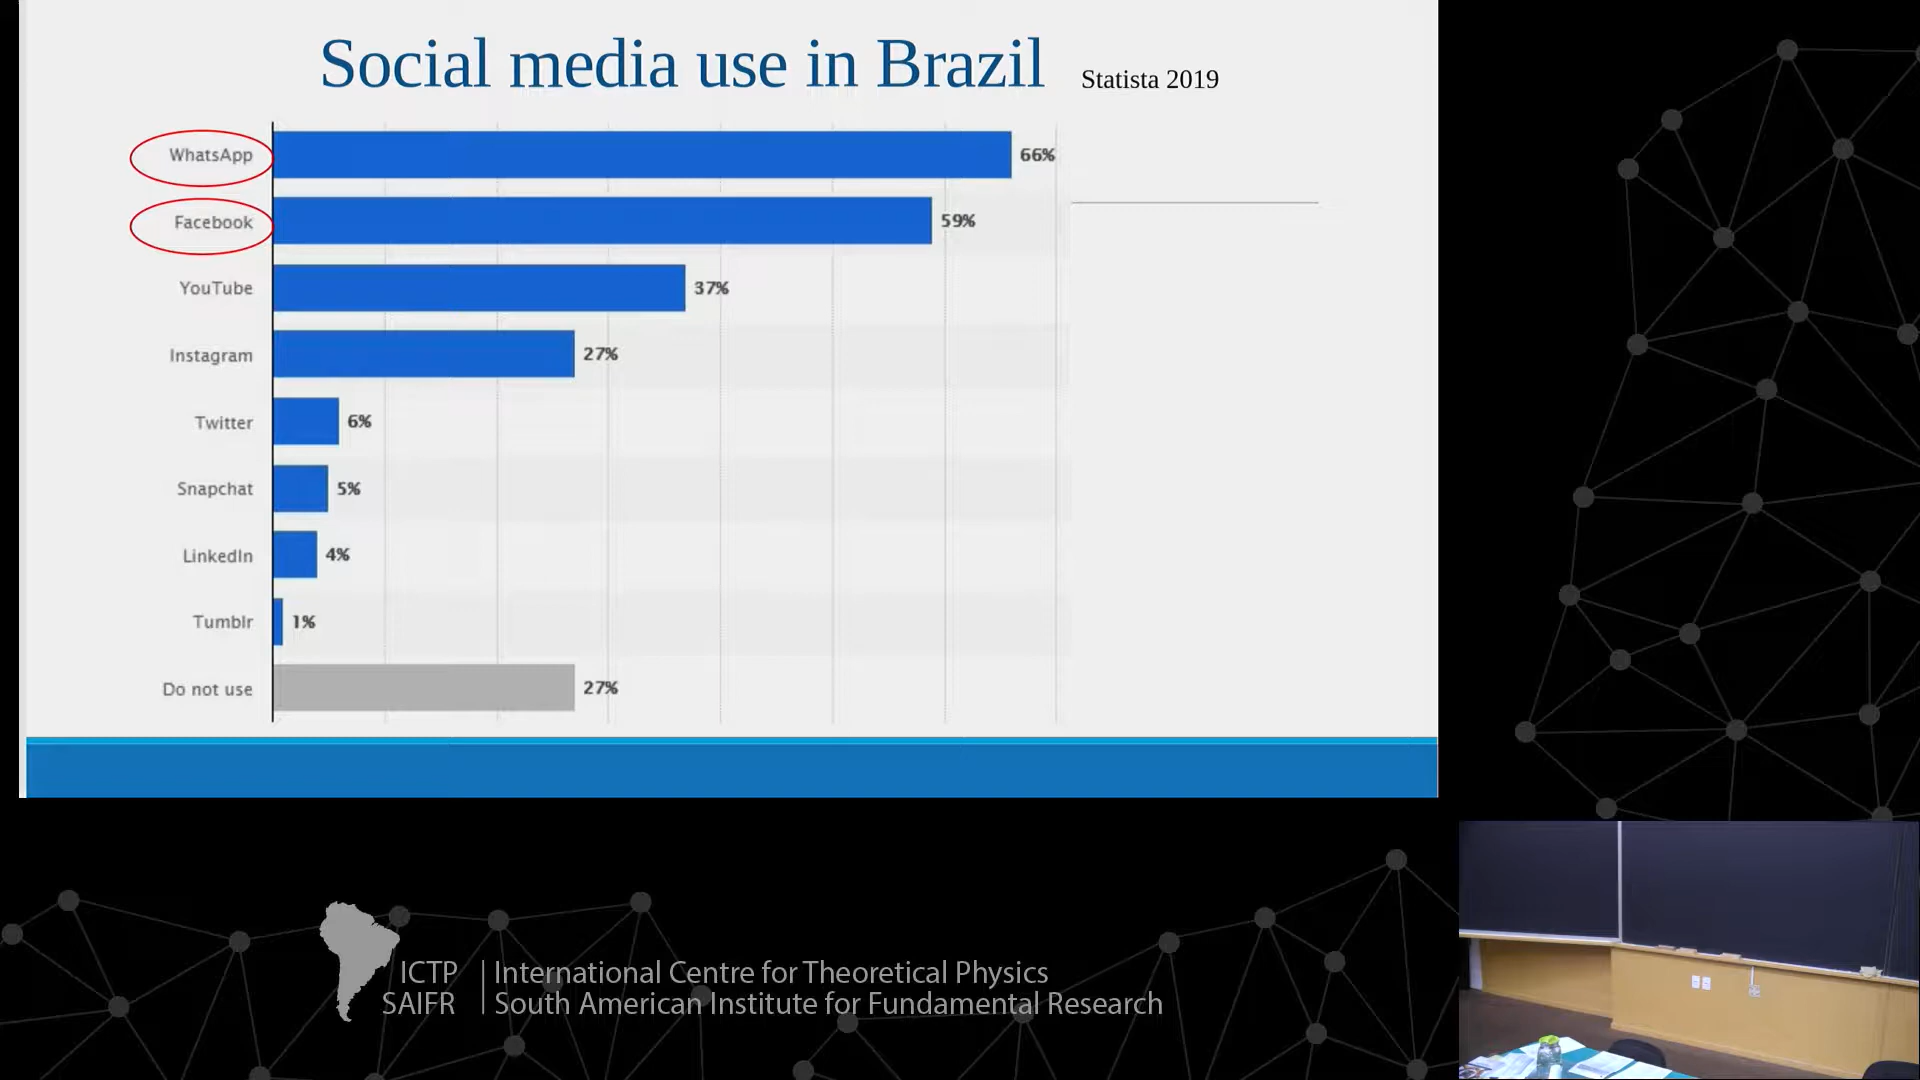 Social media use in Brazil Statista 2019
WhatsApp 66%
Facebook 59%
YouTube 37%
Instagram 27%
Twitter 6%
Snapchat 5%
LinkedIn 4%
Tumblr 1%
Do not use 27%
ICTP International Centre for Theoretical Physics
SAIFR South American Institute for Fundamental Research